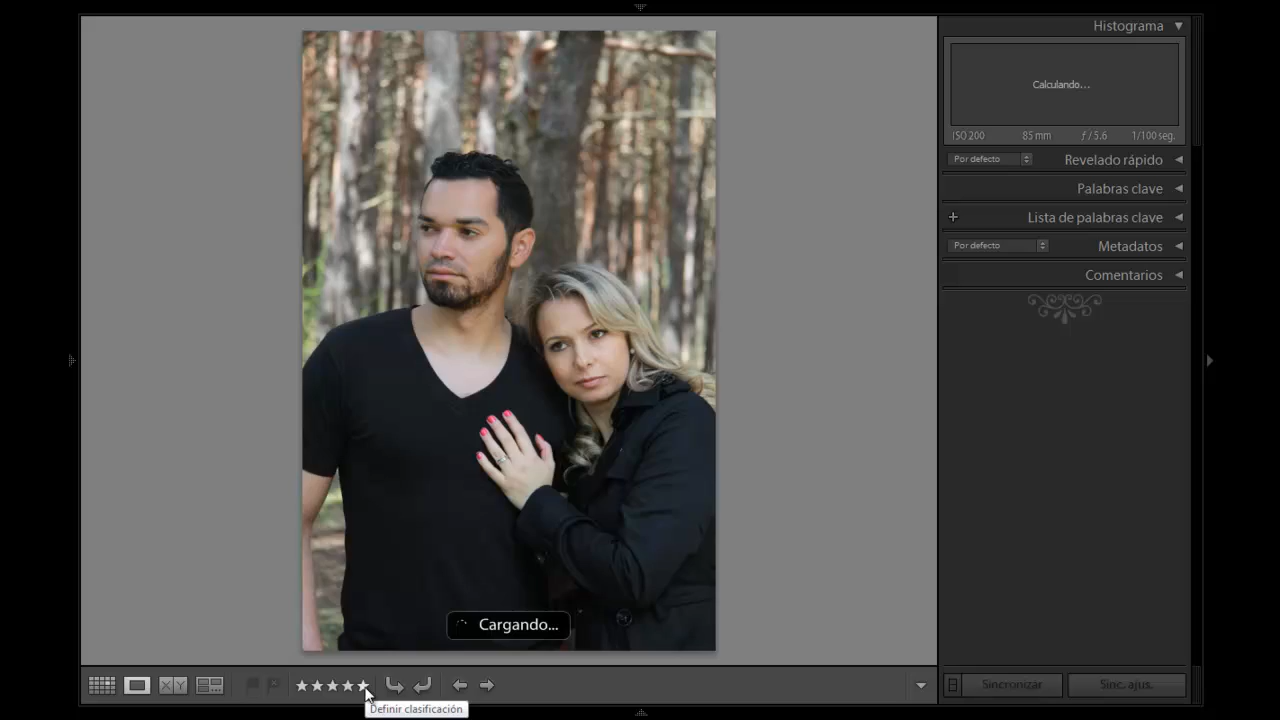 Histograma
Calculando...
ISO 200 85 mm ƒ / 5.6 1/100 seg.
Por defecto Revelado rápido
Palabras clave
+ Lista de palabras clave
Por defecto Metadatos
Comentarios
Cargando...
X Y
Definir clasificación
Sincronizar Sinc. ajus.